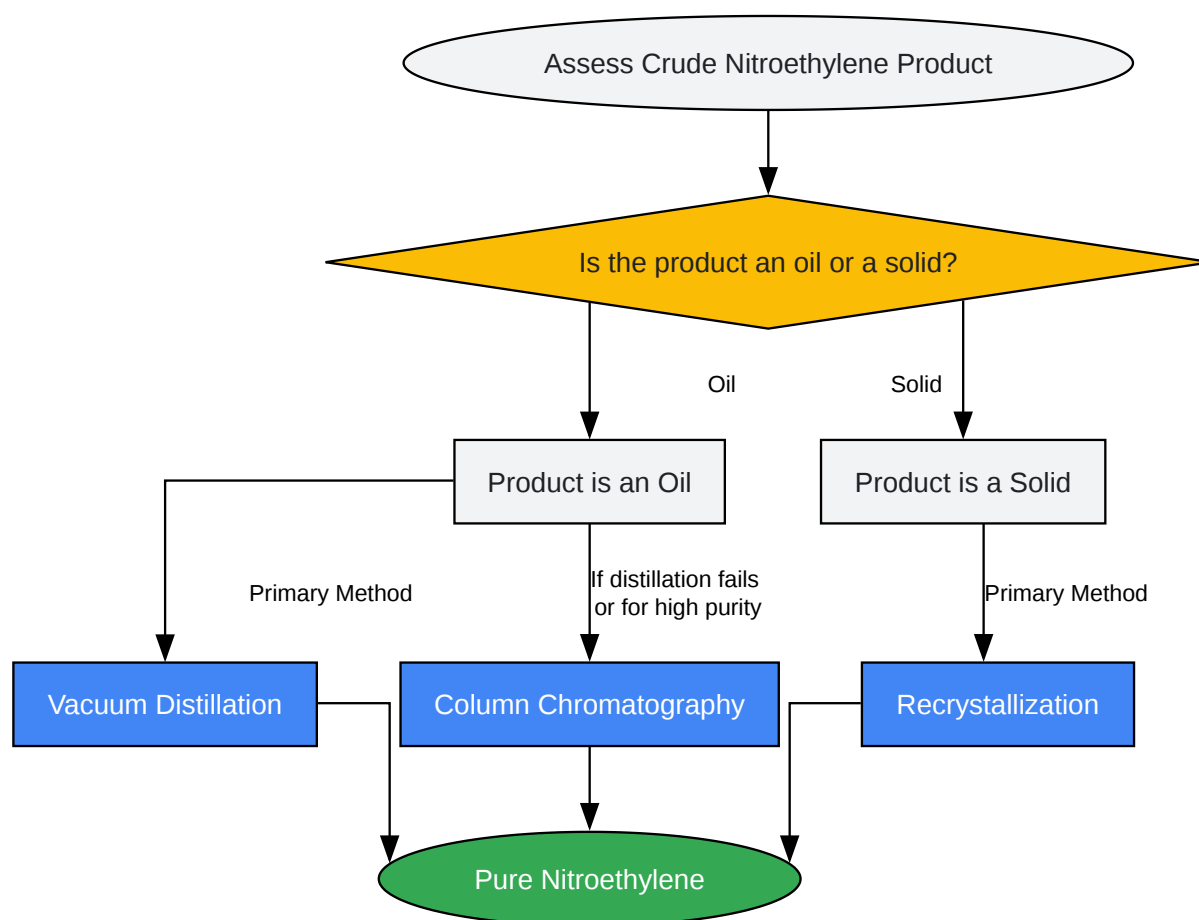 Assess Crude Nitroethylene Product
Is the product an oil or a solid?
Oil
Solid
Product is an Oil
Product is a Solid
Primary Method
If distillation fails
or for high purity
Primary Method
Vacuum Distillation
Column Chromatography
Recrystallization
Pure Nitroethylene